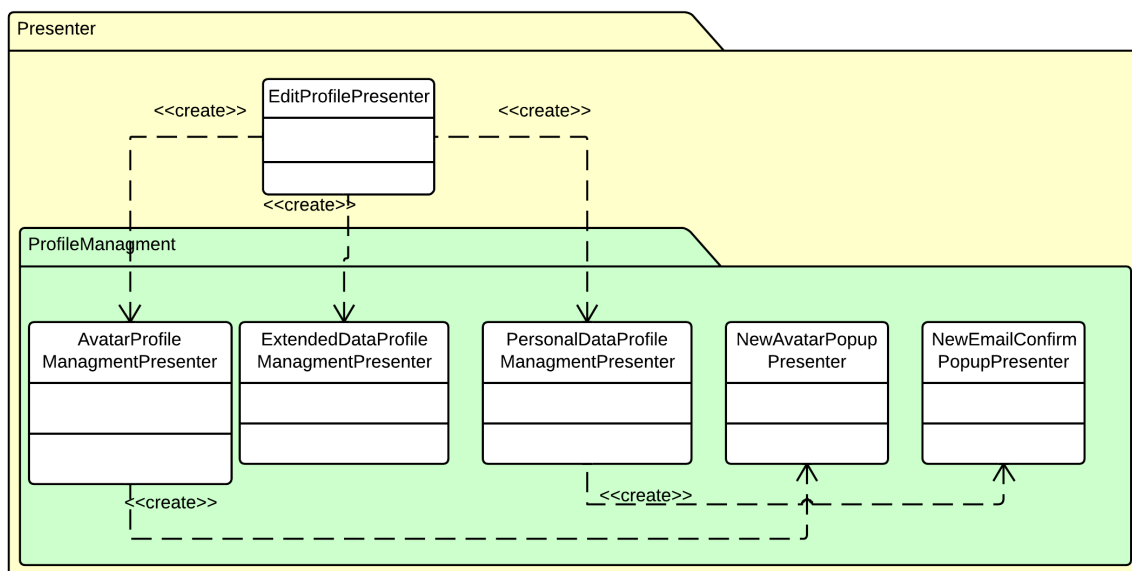 Presenter
EditProfilePresenter
<<create>>
<<create>>
<<create>>
ProfileManagment
AvatarProfile
ManagmentPresenter
ExtendedDataProfile
ManagmentPresenter
PersonalDataProfile
ManagmentPresenter
NewAvatarPopup
Presenter
NewEmailConfirm
PopupPresenter
<<create>>
<<create>>